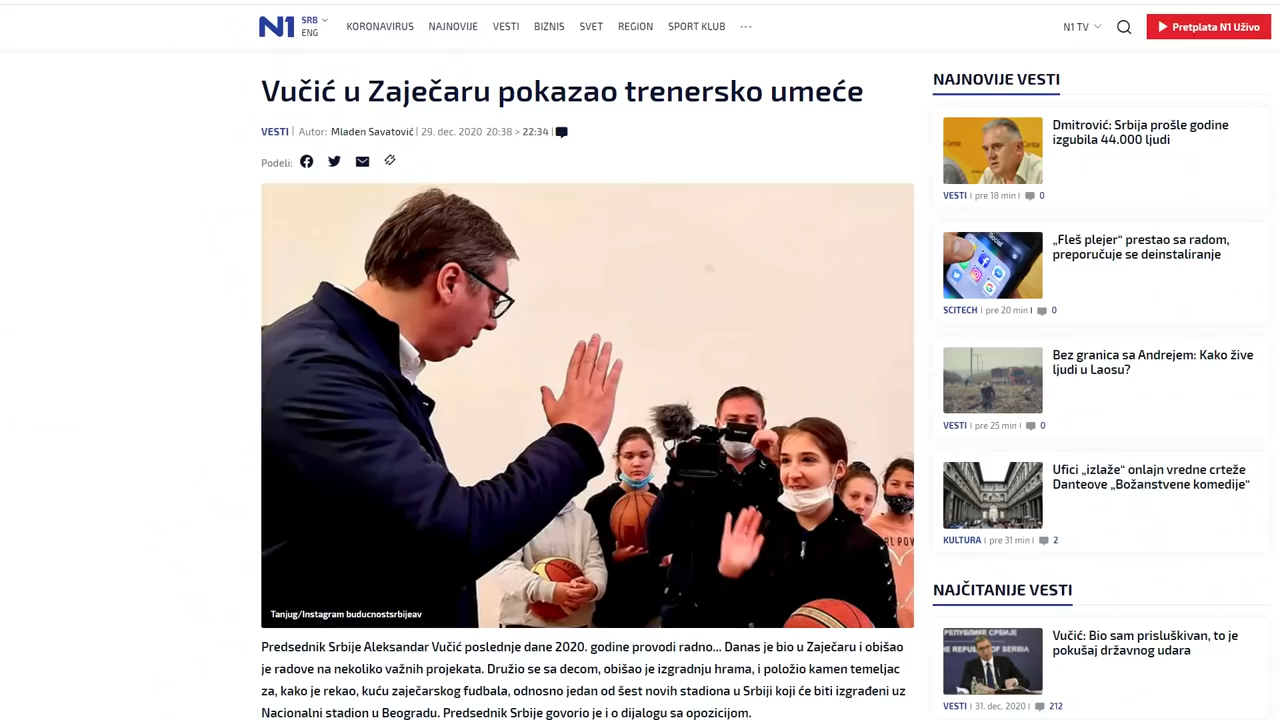 N1
SRB
ENG
KORONAVIRUS NAJNOVIJE VESTI BIZNIS SVET REGION SPORT KLUB ...
N1 TV
Pretplata N1 Uživo
Vučić u Zaječaru pokazao trenersko umeće
VESTI | Autor: Mladen Savatović | 29. dec. 2020 20:38 > 22:34 |
Podeli:
Tanjug/Instagram buducnostsrbijeav
Predsednik Srbije Aleksandar Vučić poslednje dane 2020. godine provodi radno... Danas je bio u Zaječaru i obišao
je radove na nekoliko važnih projekata. Družio se sa decom, obišao je izgradnju hrama, i položio kamen temeljac
za, kako je rekao, kuću zaječarskog fudbala, odnosno jedan od šest novih stadiona u Srbiji koji će biti izgrađeni uz
Nacionalni stadion u Beogradu. Predsednik Srbije govorio je i o dijalogu sa opozicijom.
NAJNOVIJE VESTI
Dmitrović: Srbija prošle godine
izgubila 44.000 ljudi
VESTI | pre 18 min | 0
Social
„Fleš plejer“ prestao sa radom,
preporučuje se deinstaliranje
SCITECH | pre 20 min | 0
Bez granica sa Andrejem: Kako žive
ljudi u Laosu?
VESTI | pre 25 min | 0
Ufici „izlaže“ onlajn vredne crteže
Danteove „Božanstvene komedije“
KULTURA | pre 31 min | 2
NAJČITANIJE VESTI
РЕПУБЛИКЕ СРБИЈЕ
REPUBLIC OF SERBIA
Vučić: Bio sam prisluškivan, to je
pokušaj državnog udara
VESTI | 31. dec. 2020 | 212